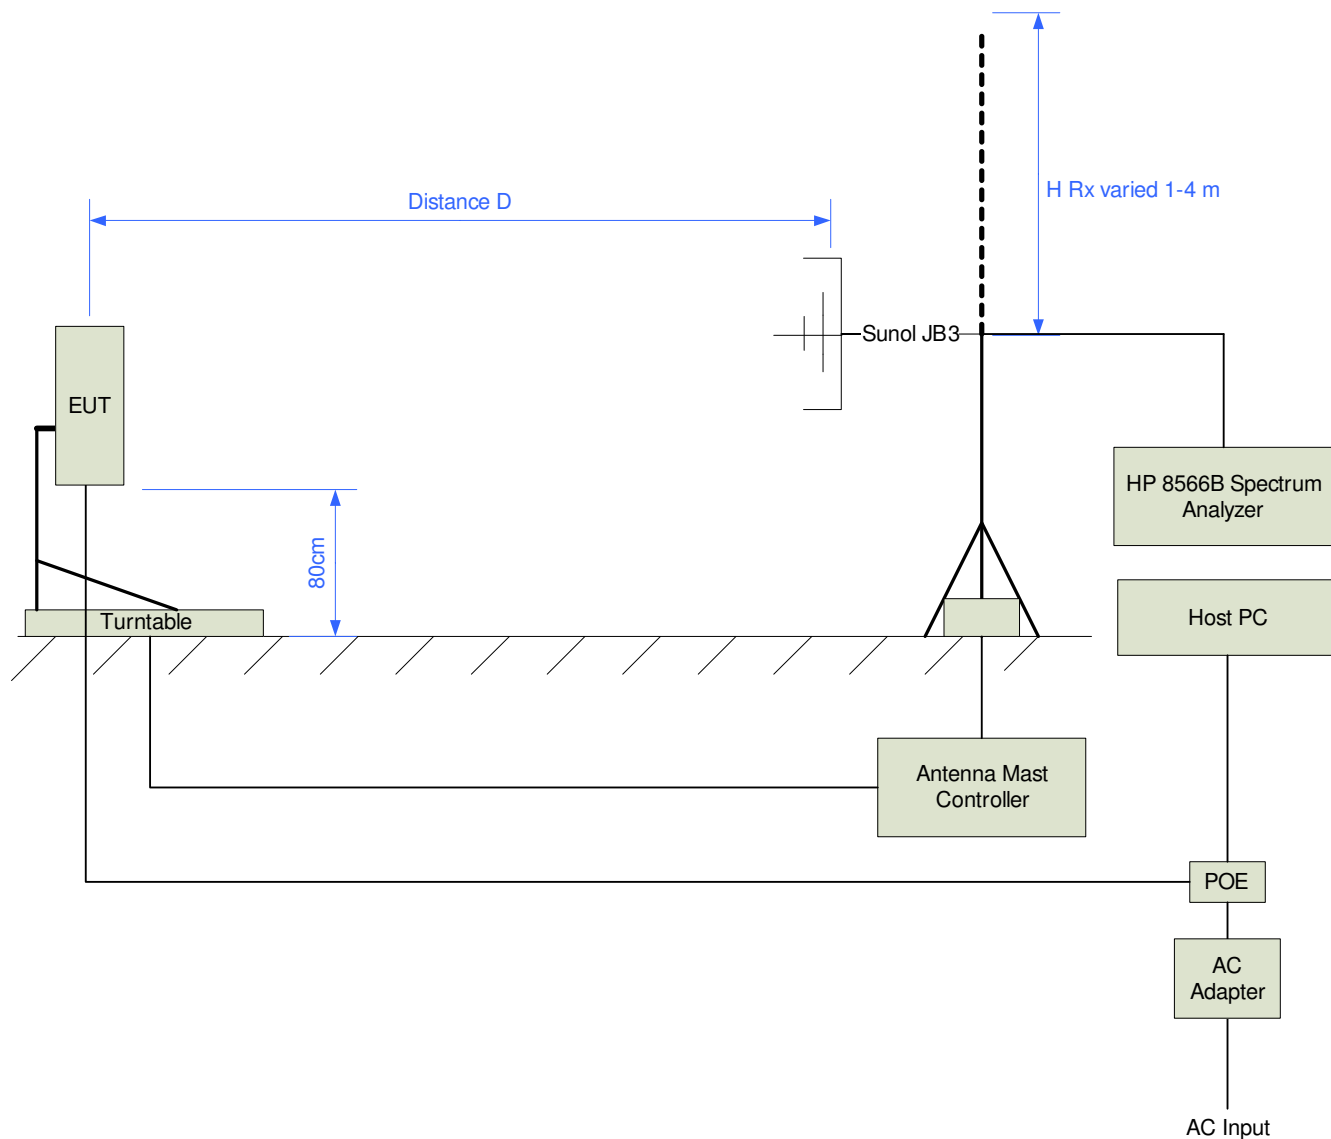 H Rx varied 1-4 m
Distance D
Sunol JB3
EUT
HP 8566B Spectrum
Analyzer
80cm
Turntable
Host PC
Antenna Mast
Controller
POE
AC
Adapter
AC Input